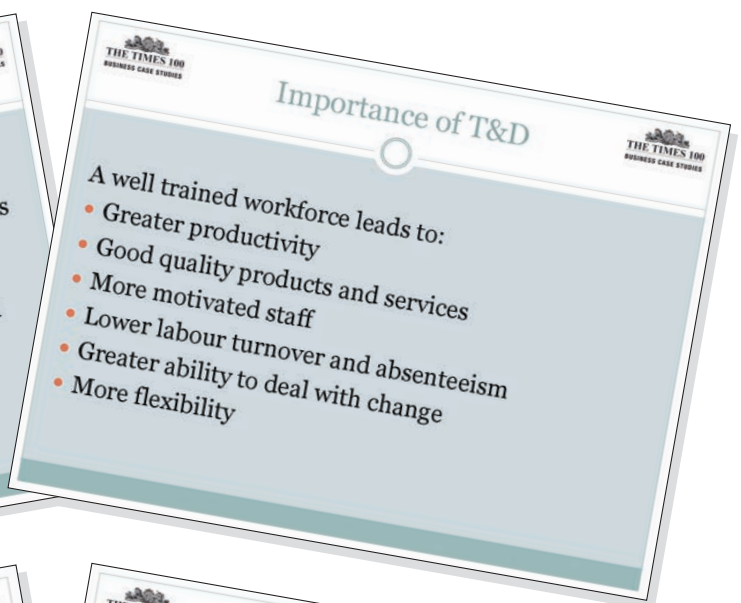 THE TIMES 100
BUSINESS CASE STUDIES
Importance of T&D
THE TIMES 100
BUSINESS CASE STUDIES
A well trained workforce leads to:
• Greater productivity
• Good quality products and services
• More motivated staff
• Lower labour turnover and absenteeism
• Greater ability to deal with change
• More flexibility